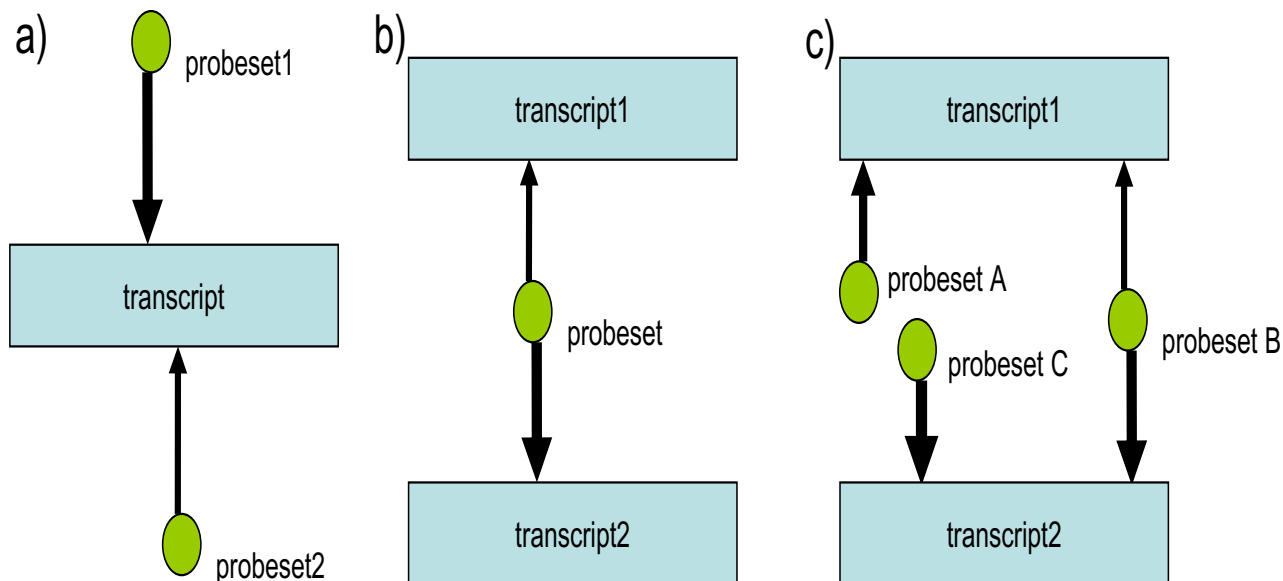 a)
probeset1
transcript
probeset2
b)
transcript1
probeset
transcript2
c)
transcript1
probeset A
probeset C
probeset B
transcript2